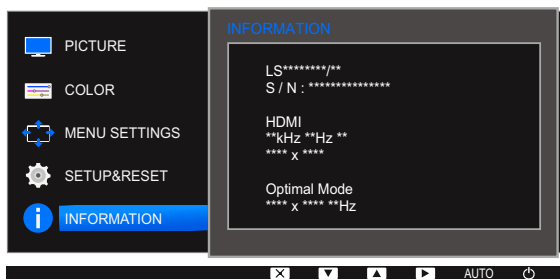 PICTURE
COLOR
MENU SETTINGS
SETUP&RESET
INFORMATION
INFORMATION
LS********/**
S / N : ***************
HDMI
**kHz **Hz **
**** x ****
Optimal Mode
**** x **** **Hz
AUTO